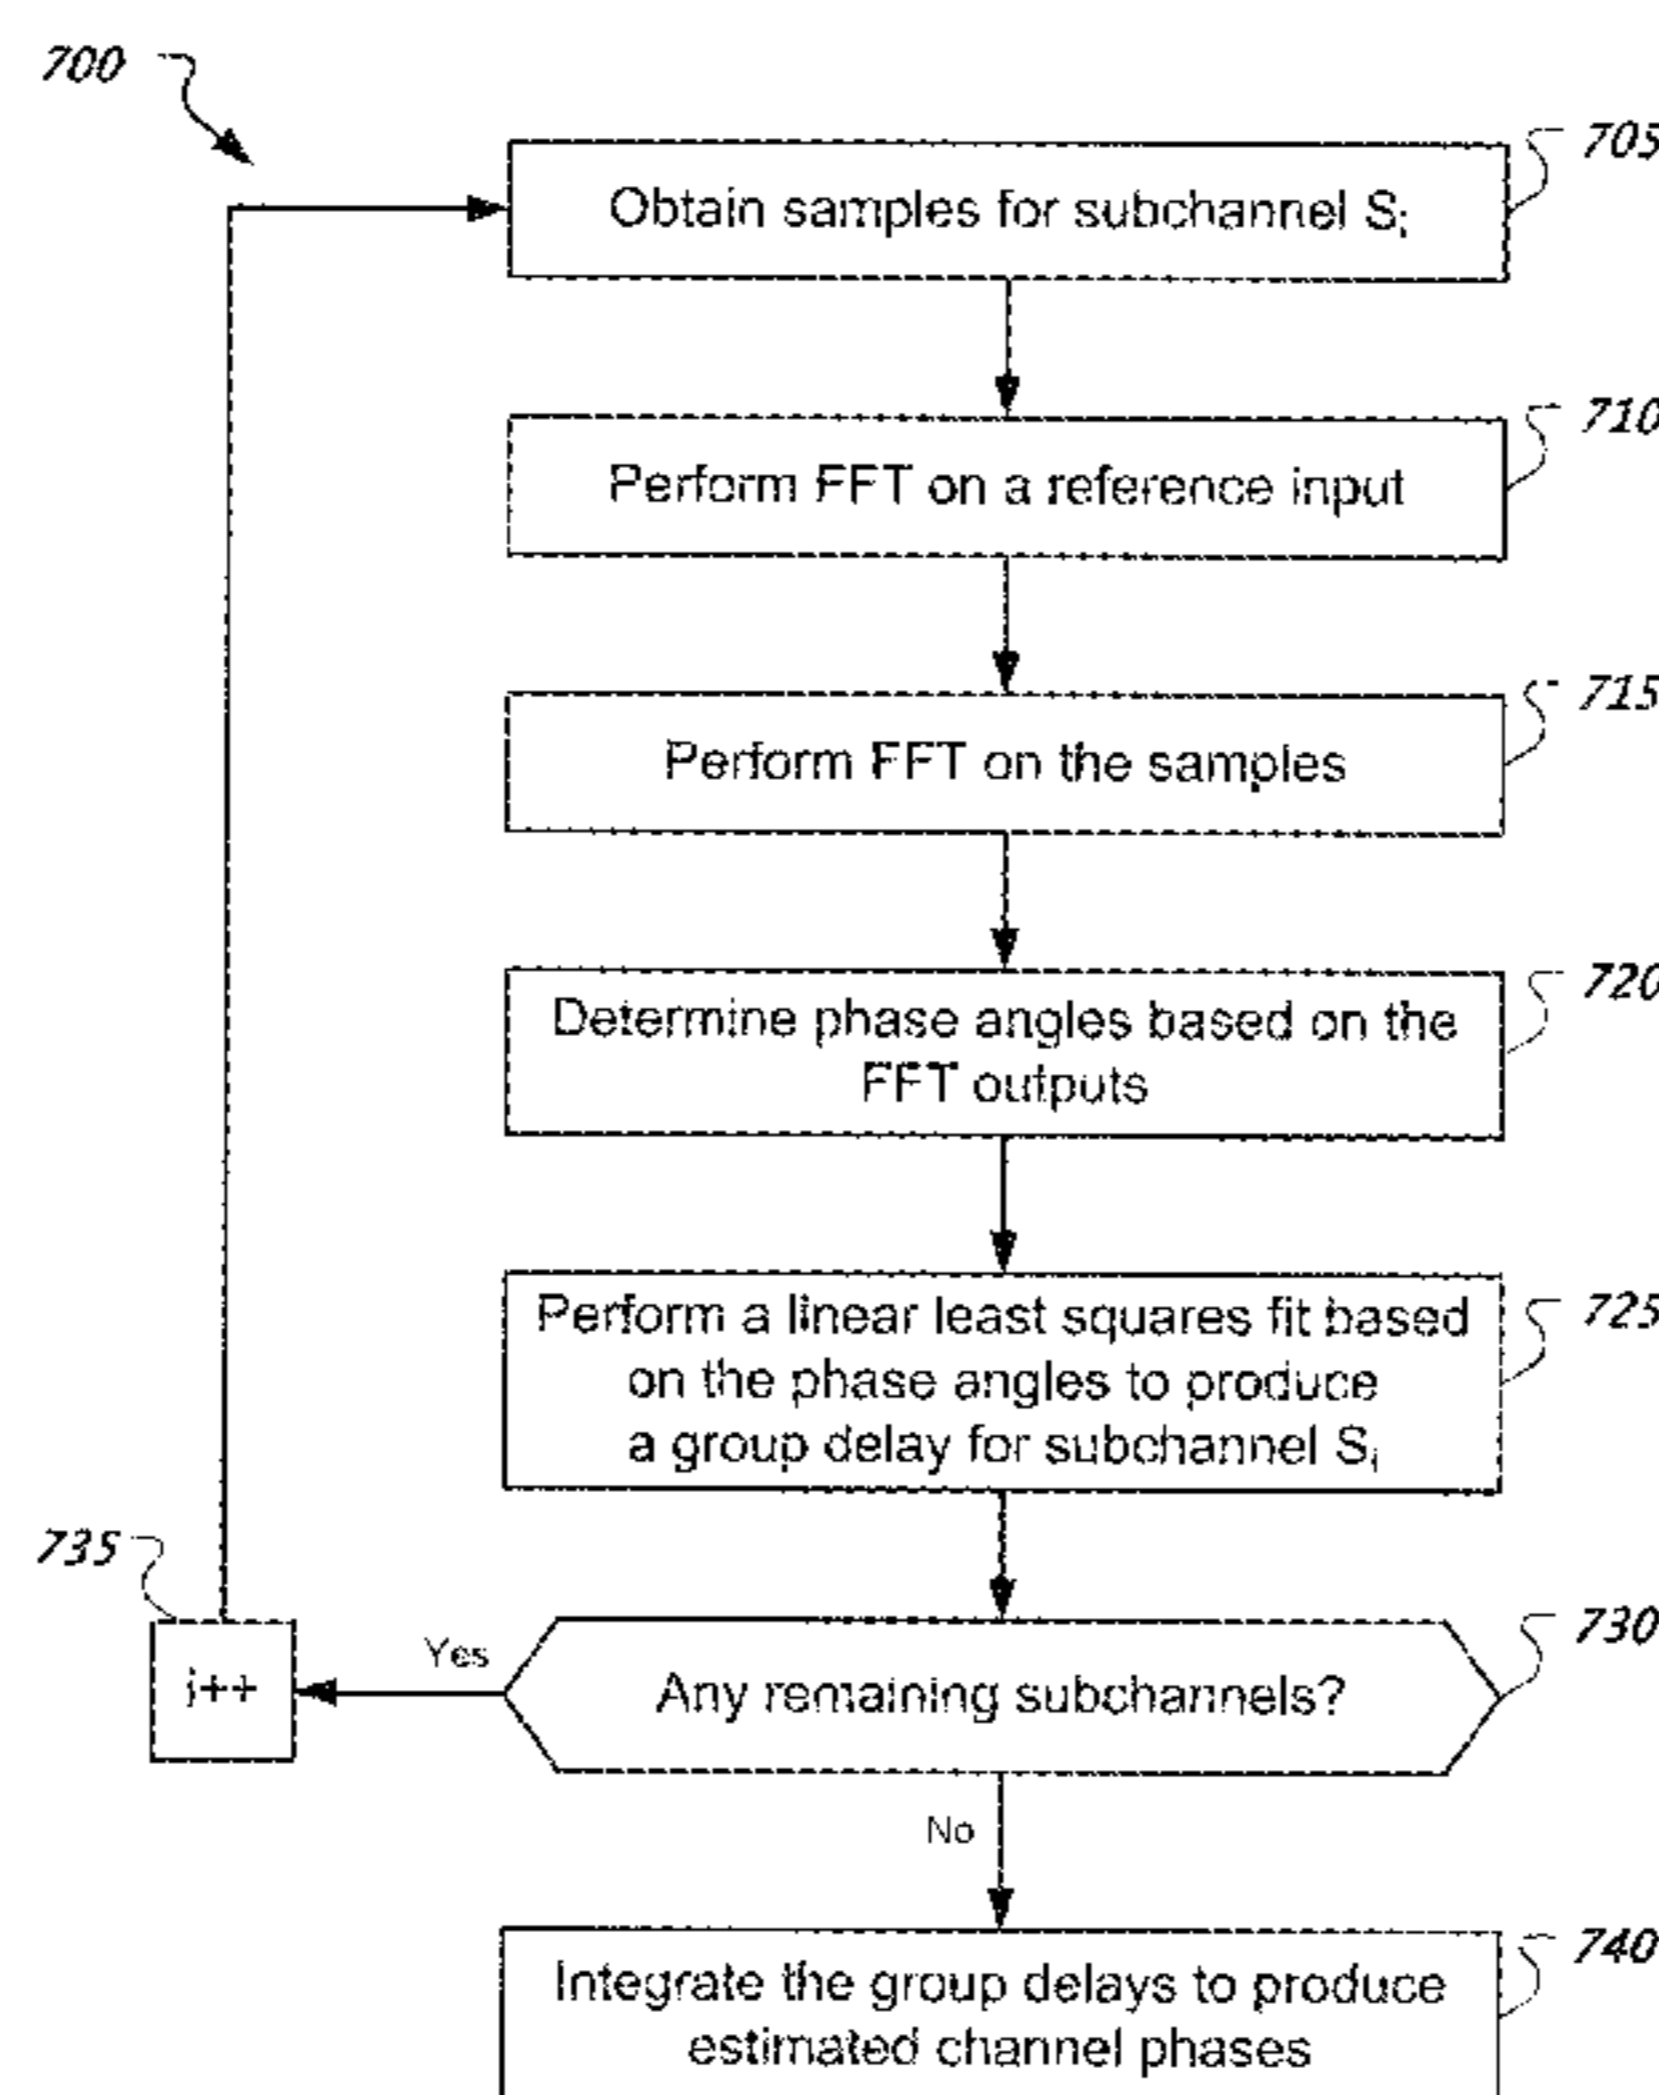 700
705
Obtain samples for subchannel Si
710
Perform FFT on a reference input
715
Perform FFT on the samples
720
Determine phase angles based on the
FFT outputs
725
Perform a linear least squares fit based
on the phase angles to produce
a group delay for subchannel Si
735
730
i++
Yes
Any remaining subchannels?
No
740
Integrate the group delays to produce
estimated channel phases